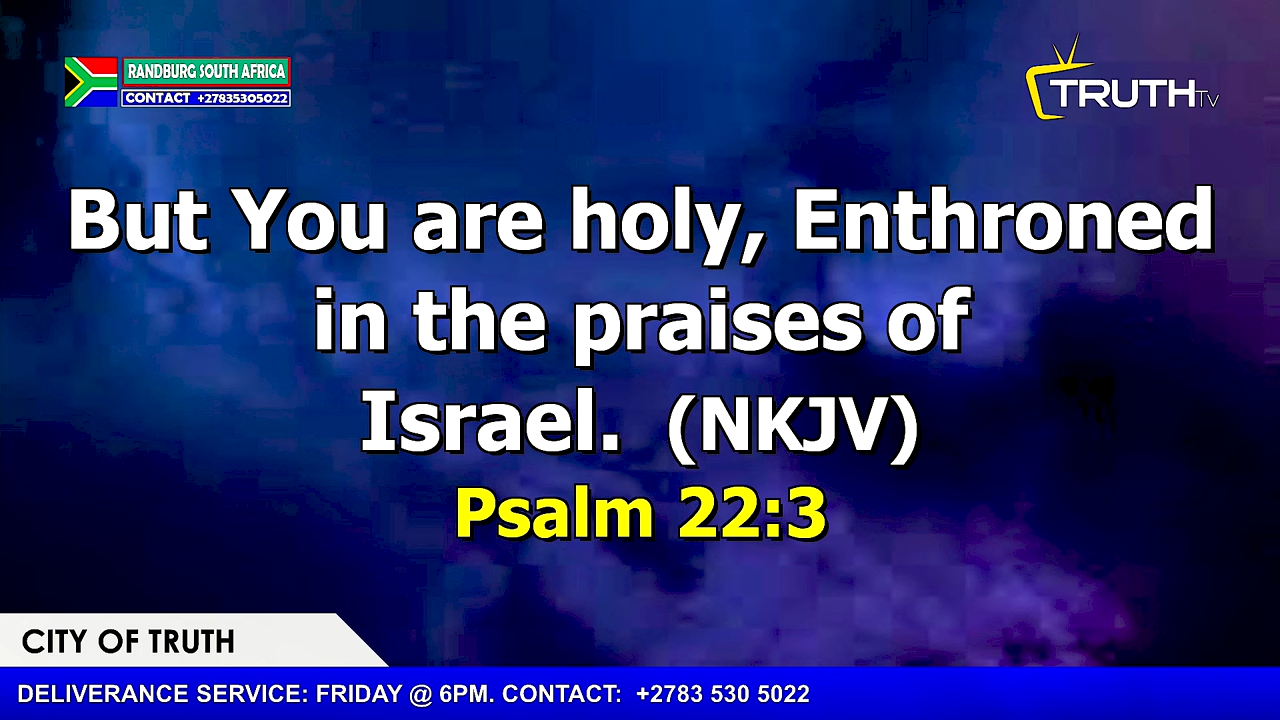 RANDBURG SOUTH AFRICA
CONTACT +27835305022
TRUTH TV
But You are holy, Enthroned
in the praises of
Israel. (NKJV)
Psalm 22:3
CITY OF TRUTH
DELIVERANCE SERVICE: FRIDAY @ 6PM. CONTACT: +2783 530 5022